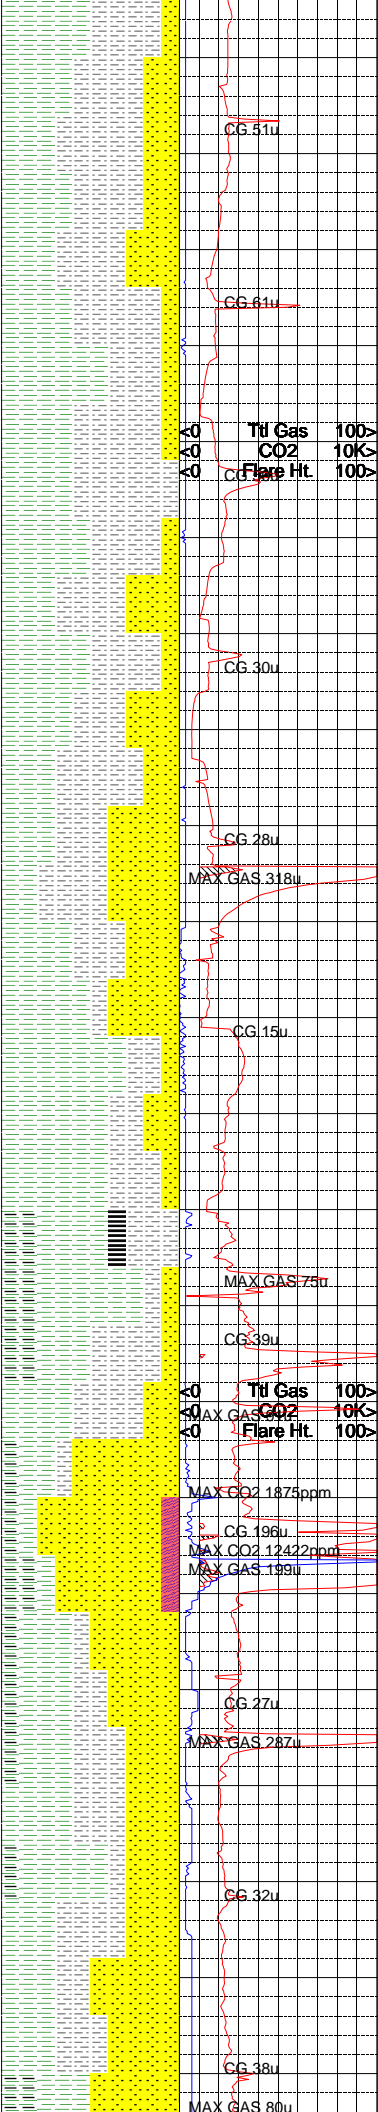 CG 51u
CG 61u
<0 Ttl Gas 100>
<0 CO2 10K>
<0 Flare Ht. 100>
CG
CG 30u
CG 28u
MAX GAS 318u
CG 15u
MAX GAS 75u
CG 39u
<0 Ttl Gas 100>
<0 CO2 10K>
MAX GAS
<0 Flare Ht. 100>
MAX CO2 1875ppm
CG 196u
MAX CO2 12422ppm
MAX GAS 199u
CG 27u
MAX GAS 287u
CG 32u
CG 38u
MAX GAS 80u